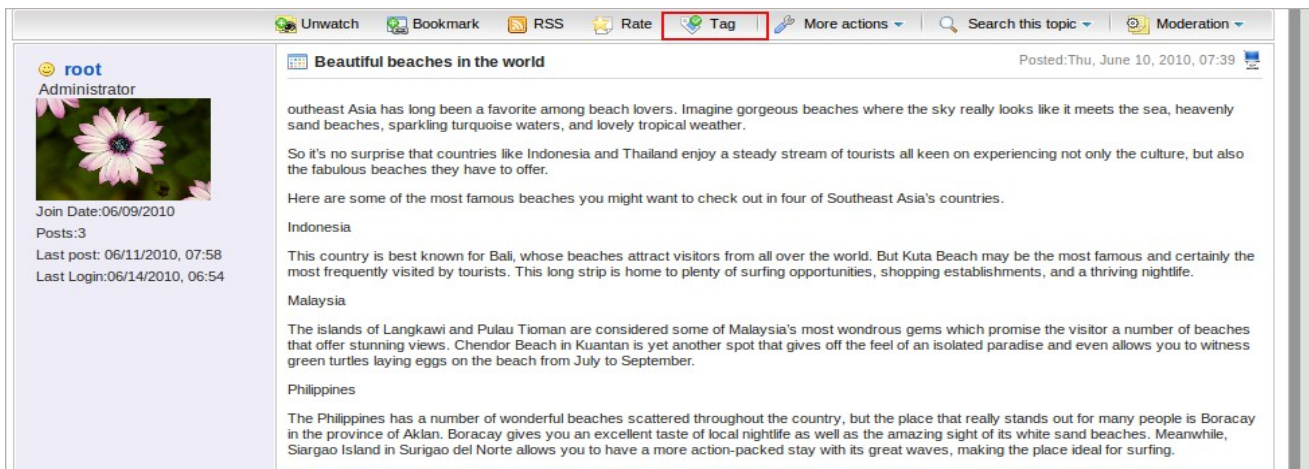 Unwatch Bookmark RSS Rate Tag More actions Search this topic Moderation
root
Administrator
Join Date:06/09/2010
Posts:3
Last post: 06/11/2010, 07:58
Last Login:06/14/2010, 06:54
Beautiful beaches in the world Posted:Thu, June 10, 2010, 07:39
outheast Asia has long been a favorite among beach lovers. Imagine gorgeous beaches where the sky really looks like it meets the sea, heavenly
sand beaches, sparkling turquoise waters, and lovely tropical weather.
So it's no surprise that countries like Indonesia and Thailand enjoy a steady stream of tourists all keen on experiencing not only the culture, but also
the fabulous beaches they have to offer.
Here are some of the most famous beaches you might want to check out in four of Southeast Asia's countries.
Indonesia
This country is best known for Bali, whose beaches attract visitors from all over the world. But Kuta Beach may be the most famous and certainly the
most frequently visited by tourists. This long strip is home to plenty of surfing opportunities, shopping establishments, and a thriving nightlife.
Malaysia
The islands of Langkawi and Pulau Tioman are considered some of Malaysia's most wondrous gems which promise the visitor a number of beaches
that offer stunning views. Chendor Beach in Kuantan is yet another spot that gives off the feel of an isolated paradise and even allows you to witness
green turtles laying eggs on the beach from July to September.
Philippines
The Philippines has a number of wonderful beaches scattered throughout the country, but the place that really stands out for many people is Boracay
in the province of Aklan. Boracay gives you an excellent taste of local nightlife as well as the amazing sight of its white sand beaches. Meanwhile,
Siargao Island in Surigao del Norte allows you to have a more action-packed stay with its great waves, making the place ideal for surfing.